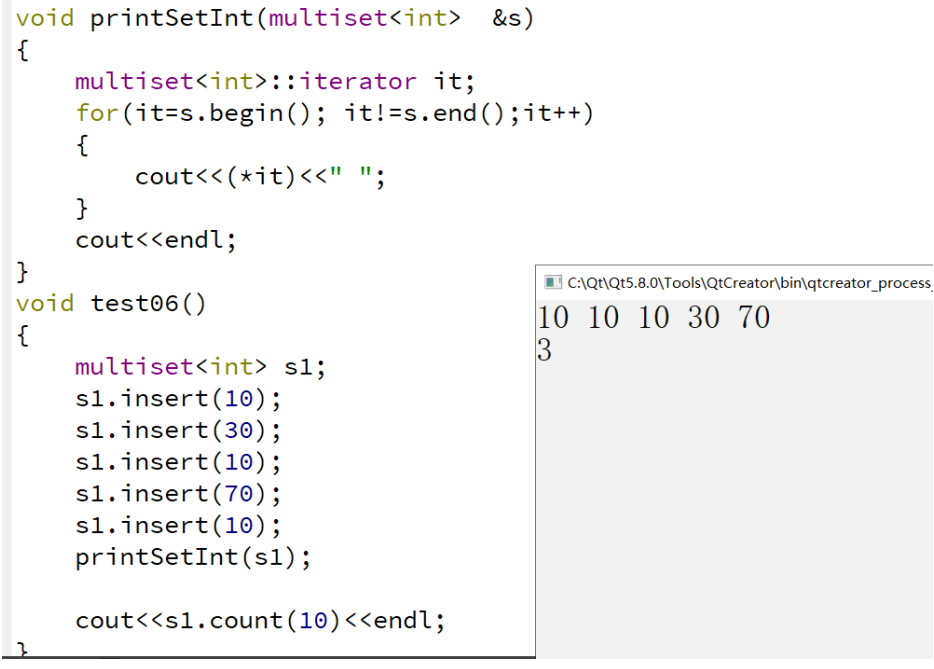 void printSetInt(multiset<int>  &s)
{
    multiset<int>::iterator it;
    for(it=s.begin(); it!=s.end();it++)
    {
        cout<<(*it)<<" ";
    }
    cout<<endl;
}
void test06()
{
    multiset<int> s1;
    s1.insert(10);
    s1.insert(30);
    s1.insert(10);
    s1.insert(70);
    s1.insert(10);
    printSetInt(s1);
    cout<<s1.count(10)<<endl;
}
C:\Qt\Qt5.8.0\Tools\QtCreator\bin\qtcreator_process_
10 10 10 30 70
3